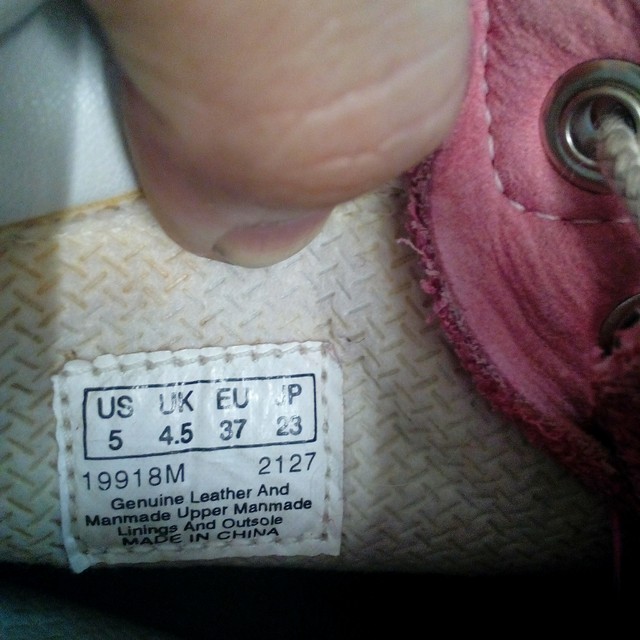 US UK EU JP
5 4.5 37 23
19918M 2127
Genuine Leather And
Manmade Upper Manmade
Linings And Outsole
MADE IN CHINA